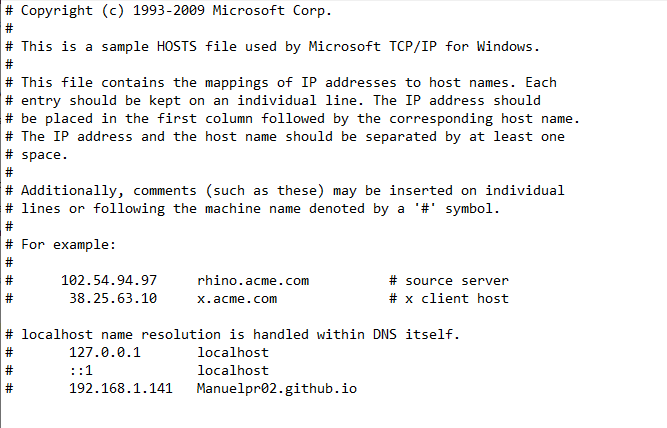 # Copyright (c) 1993-2009 Microsoft Corp.
#
# This is a sample HOSTS file used by Microsoft TCP/IP for Windows.
#
# This file contains the mappings of IP addresses to host names. Each
# entry should be kept on an individual line. The IP address should
# be placed in the first column followed by the corresponding host name.
# The IP address and the host name should be separated by at least one
# space.
#
# Additionally, comments (such as these) may be inserted on individual
# lines or following the machine name denoted by a '#' symbol.
#
# For example:
#
#      102.54.94.97     rhino.acme.com          # source server
#       38.25.63.10     x.acme.com              # x client host

# localhost name resolution is handled within DNS itself.
#       127.0.0.1       localhost
#       ::1             localhost
#       192.168.1.141   Manuelpr02.github.io